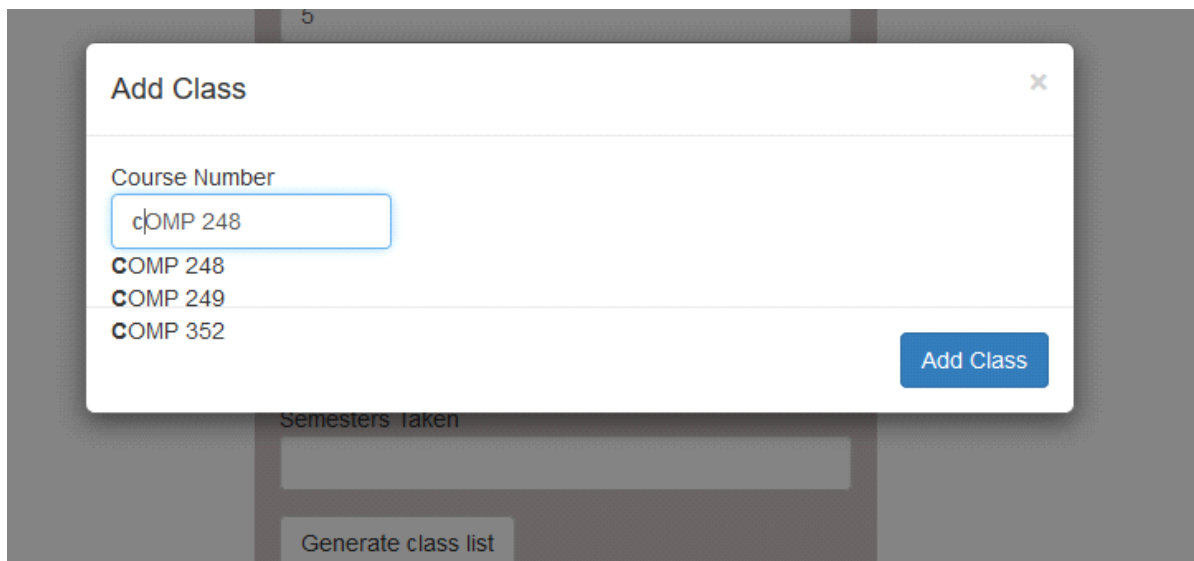 5
Add Class ×
Course Number
cOMP 248
COMP 248
COMP 249
COMP 352
Add Class
Semesters Taken
Generate class list